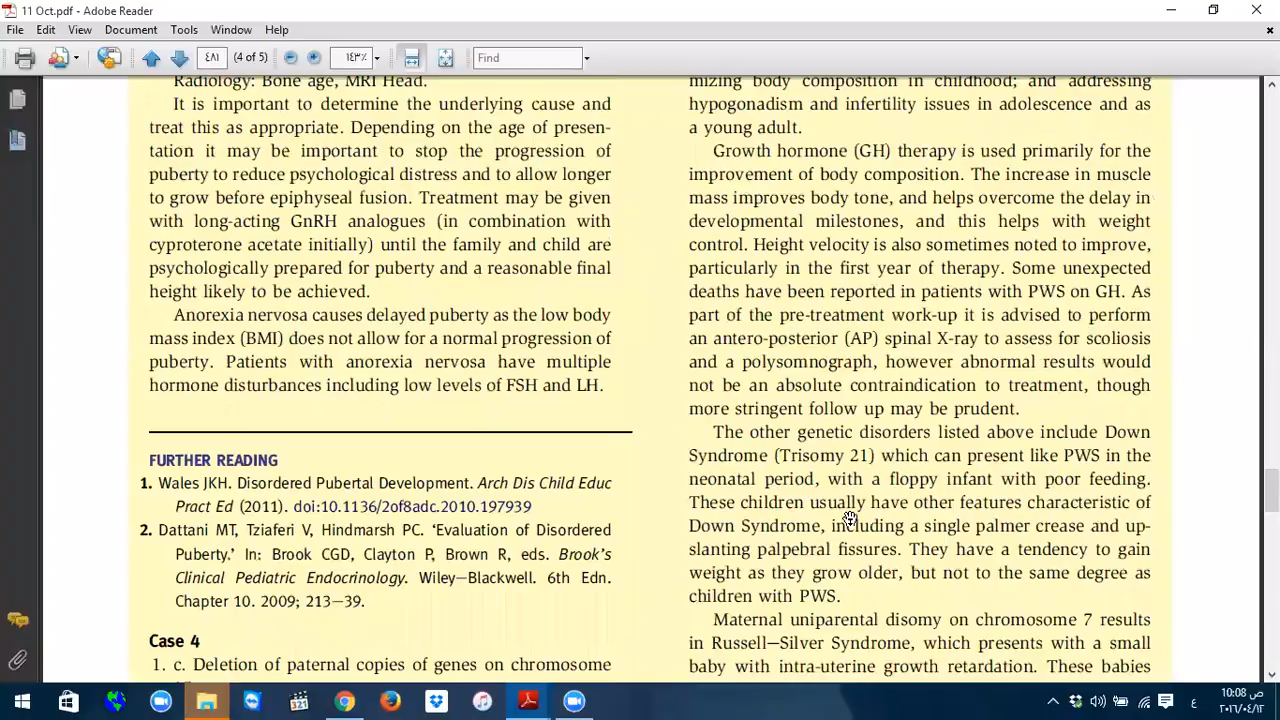 11 Oct.pdf - Adobe Reader
File Edit View Document Tools Window Help
٤٨١ (4 of 5) ١٤٣٪ Find
Radiology: Bone age, MRI Head.
It is important to determine the underlying cause and
treat this as appropriate. Depending on the age of presen-
tation it may be important to stop the progression of
puberty to reduce psychological distress and to allow longer
to grow before epiphyseal fusion. Treatment may be given
with long-acting GnRH analogues (in combination with
cyproterone acetate initially) until the family and child are
psychologically prepared for puberty and a reasonable final
height likely to be achieved.
Anorexia nervosa causes delayed puberty as the low body
mass index (BMI) does not allow for a normal progression of
puberty. Patients with anorexia nervosa have multiple
hormone disturbances including low levels of FSH and LH.
FURTHER READING
1. Wales JKH. Disordered Pubertal Development. Arch Dis Child Educ
Pract Ed (2011). doi:10.1136/2of8adc.2010.197939
2. Dattani MT, Tziaferi V, Hindmarsh PC. ‘Evaluation of Disordered
Puberty.’ In: Brook CGD, Clayton P, Brown R, eds. Brook’s
Clinical Pediatric Endocrinology. Wiley—Blackwell. 6th Edn.
Chapter 10. 2009; 213—39.
Case 4
1. c. Deletion of paternal copies of genes on chromosome
mizing body composition in childhood; and addressing
hypogonadism and infertility issues in adolescence and as
a young adult.
Growth hormone (GH) therapy is used primarily for the
improvement of body composition. The increase in muscle
mass improves body tone, and helps overcome the delay in
developmental milestones, and this helps with weight
control. Height velocity is also sometimes noted to improve,
particularly in the first year of therapy. Some unexpected
deaths have been reported in patients with PWS on GH. As
part of the pre-treatment work-up it is advised to perform
an antero-posterior (AP) spinal X-ray to assess for scoliosis
and a polysomnograph, however abnormal results would
not be an absolute contraindication to treatment, though
more stringent follow up may be prudent.
The other genetic disorders listed above include Down
Syndrome (Trisomy 21) which can present like PWS in the
neonatal period, with a floppy infant with poor feeding.
These children usually have other features characteristic of
Down Syndrome, including a single palmer crease and up-
slanting palpebral fissures. They have a tendency to gain
weight as they grow older, but not to the same degree as
children with PWS.
Maternal uniparental disomy on chromosome 7 results
in Russell—Silver Syndrome, which presents with a small
baby with intra-uterine growth retardation. These babies
321
ع
10:08 ص
٢٠١٦/٠٤/١٢